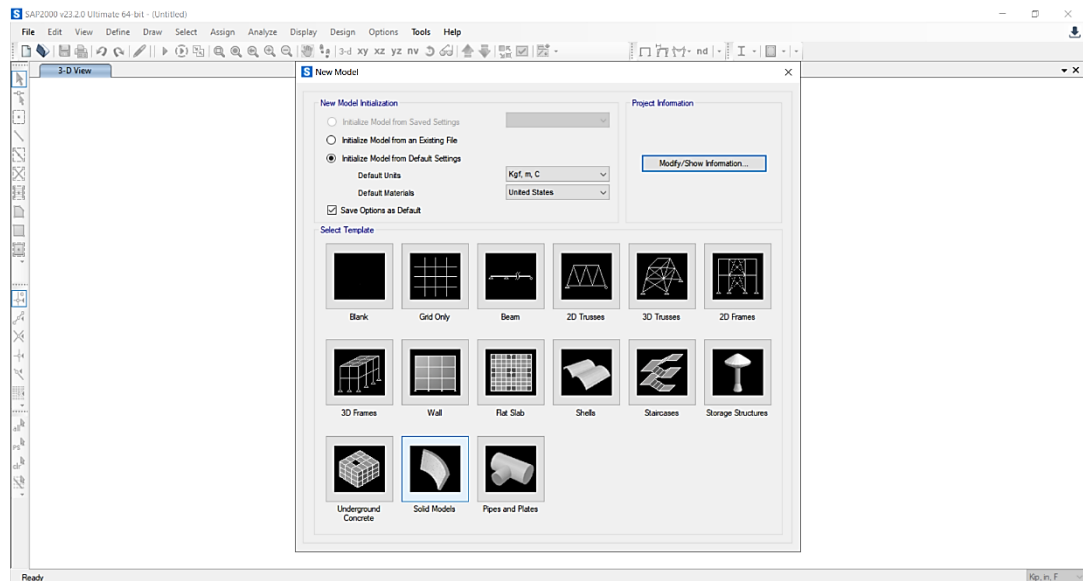 SAP2000 v23.2.0 Ultimate 64-bit - (Untitled)
File Edit View Define Draw Select Assign Analyze Display Design Options Tools Help
3-d xy xz yz nv
nd
3-D View
New Model
New Model Initialization
Project Information
Initialize Model from Saved Settings
Initialize Model from an Existing File
Initialize Model from Default Settings
Modify/Show Information...
Default Units
Kgf, m, C
Default Materials
United States
Save Options as Default
Select Template
Blank
Grid Only
Beam
2D Trusses
3D Trusses
2D Frames
3D Frames
Wall
Flat Slab
Shells
Staircases
Storage Structures
Underground
Concrete
Solid Models
Pipes and Plates
all
ps
clr
Ready
Kip, in, F